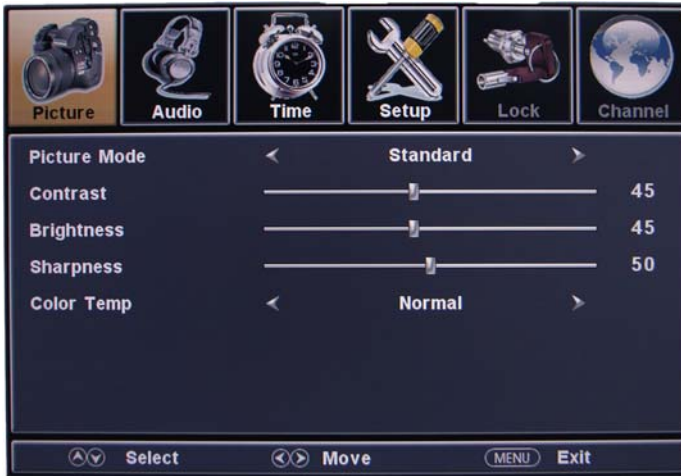 Picture Audio Time Setup Lock Channel
Picture Mode Standard
Contrast 45
Brightness 45
Sharpness 50
Color Temp Normal
Select Move MENU Exit